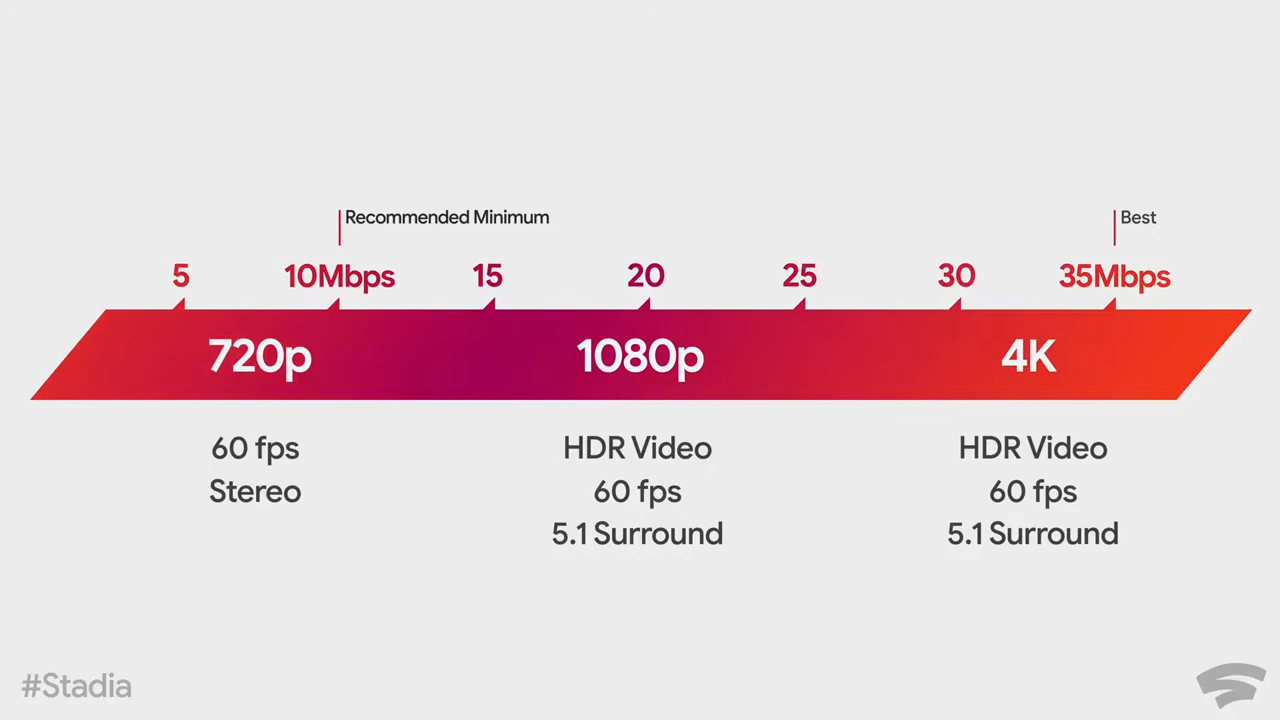 Recommended Minimum
Best
5
10Mbps
15
20
25
30
35Mbps
720p
1080p
4K
60 fps
Stereo
HDR Video
60 fps
5.1 Surround
HDR Video
60 fps
5.1 Surround
#Stadia